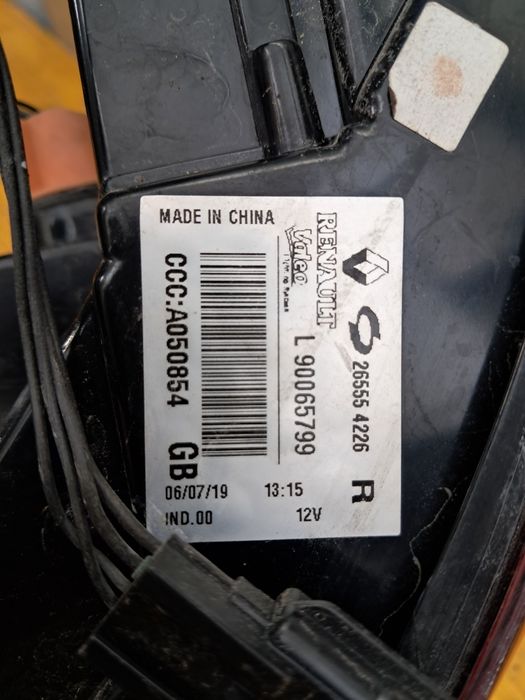 MADE IN CHINA
RENAULT
Valeo
26555 4226 R
L 90065799
CCC:A050854 GB
06/07/19 13:15
IND.00 12V